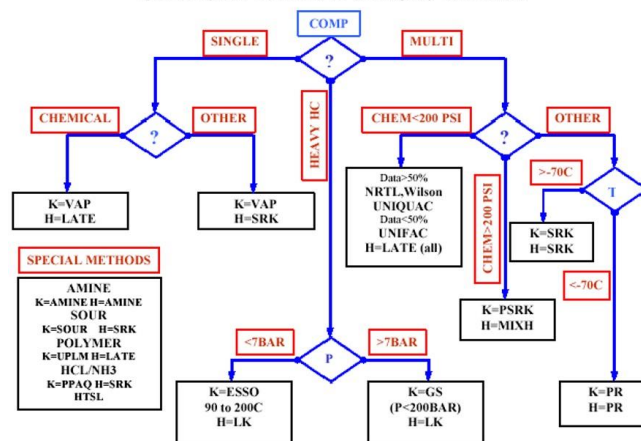 COMP
SINGLE
?
MULTI
HEAVY HC
CHEMICAL
?
OTHER
CHEM<200 PSI
?
OTHER
K=VAP
H=LATE
K=VAP
H=SRK
Data>50%
NRTL,Wilson
UNIQUAC
Data<50%
UNIFAC
H=LATE (all)
CHEM>200 PSI
>-70C
T
K=SRK
H=SRK
<-70C
SPECIAL METHODS
AMINE
K=AMINE H=AMINE
SOUR
K=SOUR H=SRK
POLYMER
K=UPLM H=LATE
HCL/NH3
K=PPAQ H=SRK
HTSL
K=PSRK
H=MIXH
<7BAR
P
>7BAR
K=ESSO
90 to 200C
H=LK
K=GS
(P<200BAR)
H=LK
K=PR
H=PR